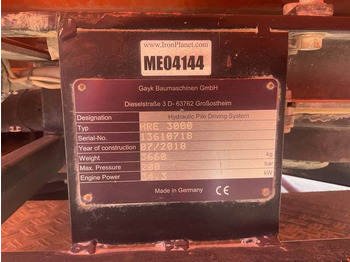 www.IronPlanet.com
ME04144
Gayk Baumaschinen GmbH
Dieselstraße 3 D- 63762 Großostheim
Designation Hydraulic Pile Driving System
Typ HRE 3000
Serial No. 13610718
Year of construction 07/2018
Weight 3660 kg
Max. Pressure 200 bar
Engine Power kW
Made in Germany CE